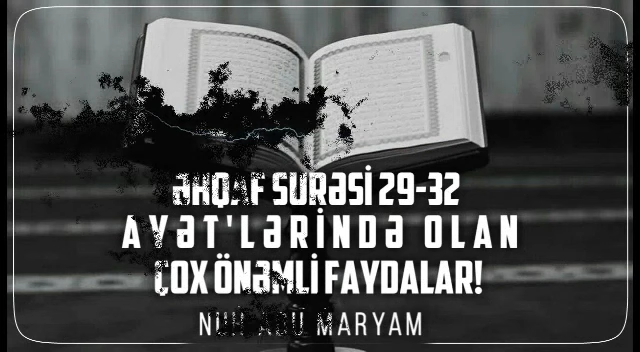 ƏHQAF SURƏSİ 29-32
AYƏT'LƏRİNDƏ OLAN
ÇOX ÖNƏMLİ FAYDALAR!
NUH ABU MARYAM